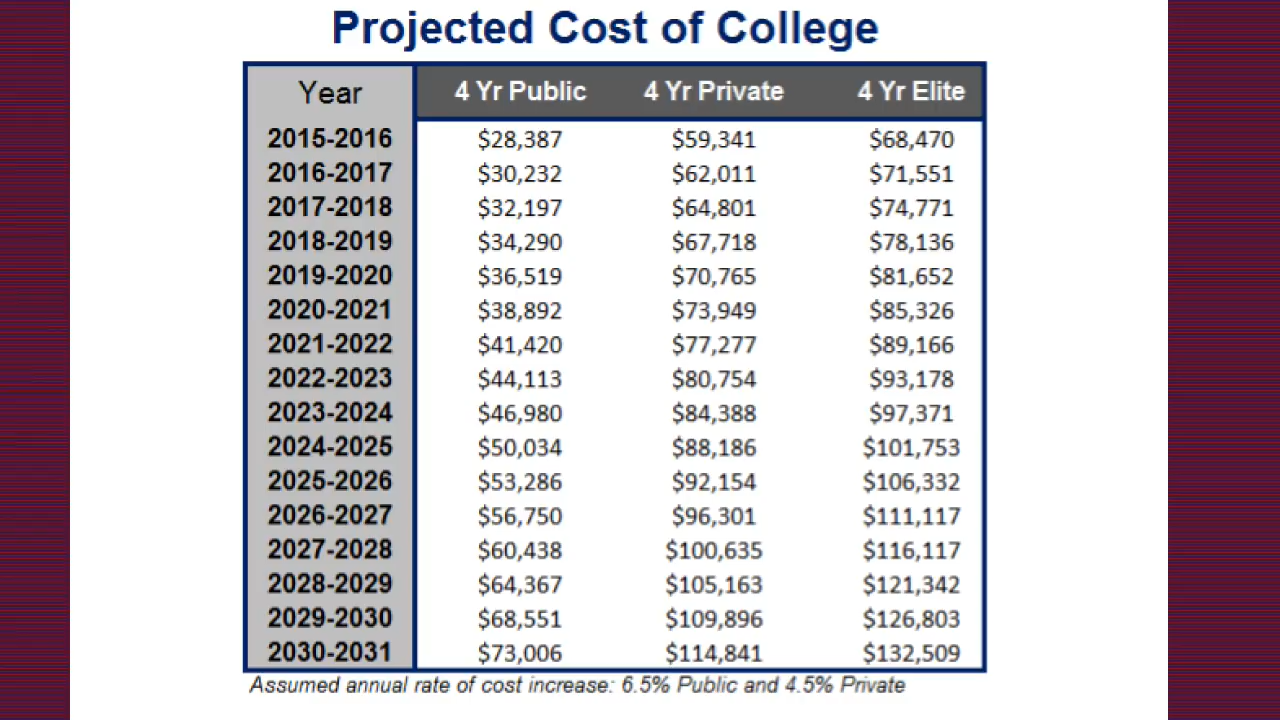 Projected Cost of College
Year 4 Yr Public 4 Yr Private 4 Yr Elite
2015-2016 $28,387 $59,341 $68,470
2016-2017 $30,232 $62,011 $71,551
2017-2018 $32,197 $64,801 $74,771
2018-2019 $34,290 $67,718 $78,136
2019-2020 $36,519 $70,765 $81,652
2020-2021 $38,892 $73,949 $85,326
2021-2022 $41,420 $77,277 $89,166
2022-2023 $44,113 $80,754 $93,178
2023-2024 $46,980 $84,388 $97,371
2024-2025 $50,034 $88,186 $101,753
2025-2026 $53,286 $92,154 $106,332
2026-2027 $56,750 $96,301 $111,117
2027-2028 $60,438 $100,635 $116,117
2028-2029 $64,367 $105,163 $121,342
2029-2030 $68,551 $109,896 $126,803
2030-2031 $73,006 $114,841 $132,509
Assumed annual rate of cost increase: 6.5% Public and 4.5% Private